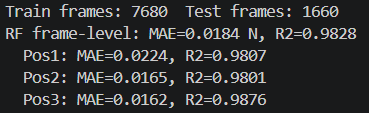 Train frames: 7680  Test frames: 1660
RF frame-level: MAE=0.0184 N, R2=0.9828
  Pos1: MAE=0.0224, R2=0.9807
  Pos2: MAE=0.0165, R2=0.9801
  Pos3: MAE=0.0162, R2=0.9876